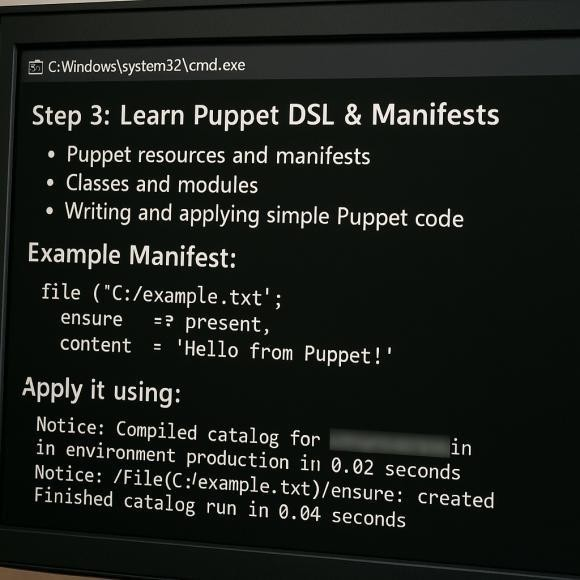 C:Windows\system32\cmd.exe
Step 3: Learn Puppet DSL & Manifests
• Puppet resources and manifests
• Classes and modules
• Writing and applying simple Puppet code
Example Manifest:
file ("C:/example.txt';
ensure =? present,
content = 'Hello from Puppet!'
Apply it using:
Notice: Compiled catalog for in
in environment production in 0.02 seconds
Notice: /File(C:/example.txt)/ensure: created
Finished catalog run in 0.04 seconds